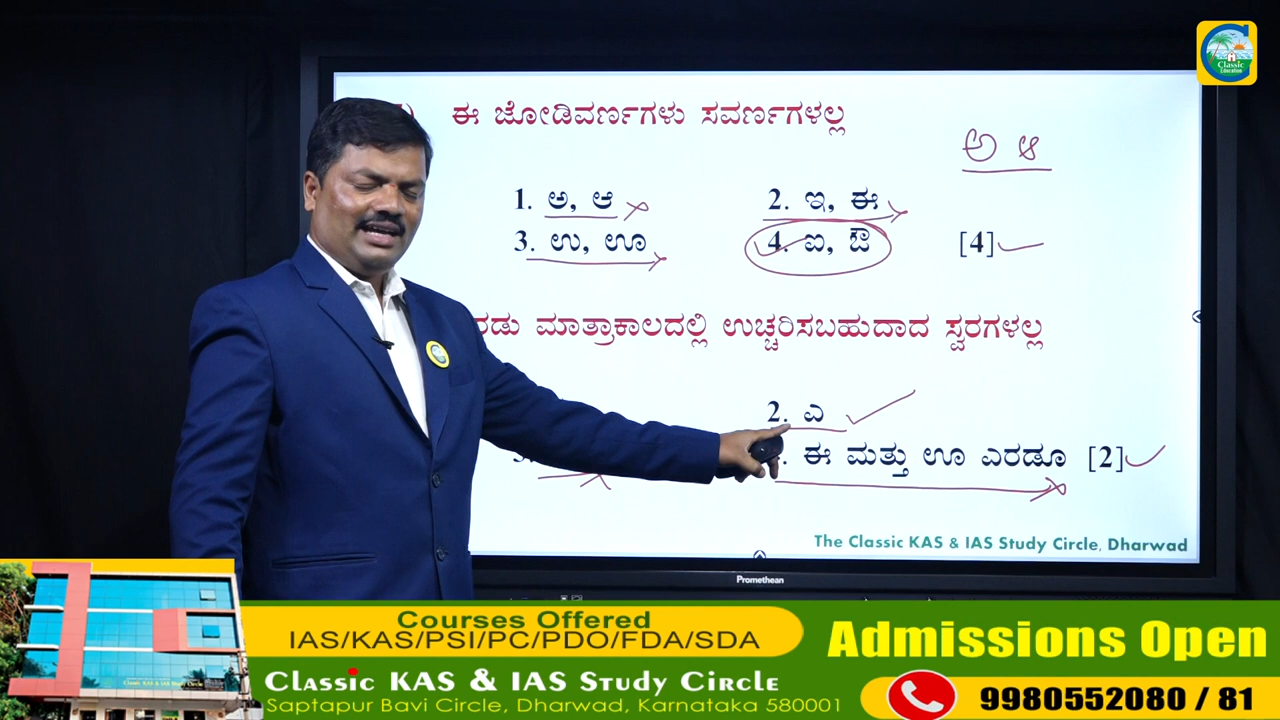 Classic
Education
ಈ ಜೋಡಿವರ್ಣಗಳು ಸವರ್ಣಗಳಲ್ಲ
ಅ ಆ
1. ಅ, ಆ 2. ಇ, ಈ
3. ಉ, ಊ 4. ಐ, ಔ [4]
ಮಾತ್ರಾಕಾಲದಲ್ಲಿ ಉಚ್ಚರಿಸಬಹುದಾದ ಸ್ವರಗಳಲ್ಲ
2. ಎ
ಈ ಮತ್ತು ಊ ಎರಡೂ [2]
The Classic KAS & IAS Study Circle, Dharwad
Promethean
Courses Offered
IAS/KAS/PSI/PC/PDO/FDA/SDA
Classic KAS & IAS Study Circle
Saptapur Bavi Circle, Dharwad, Karnataka 580001
Admissions Open
9980552080 / 81